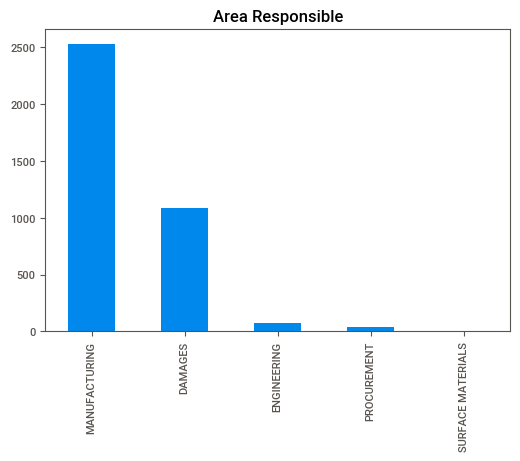 Area Responsible
2500
2000
1500
1000
500
0
MANUFACTURING
DAMAGES
ENGINEERING
PROCUREMENT
SURFACE MATERIALS